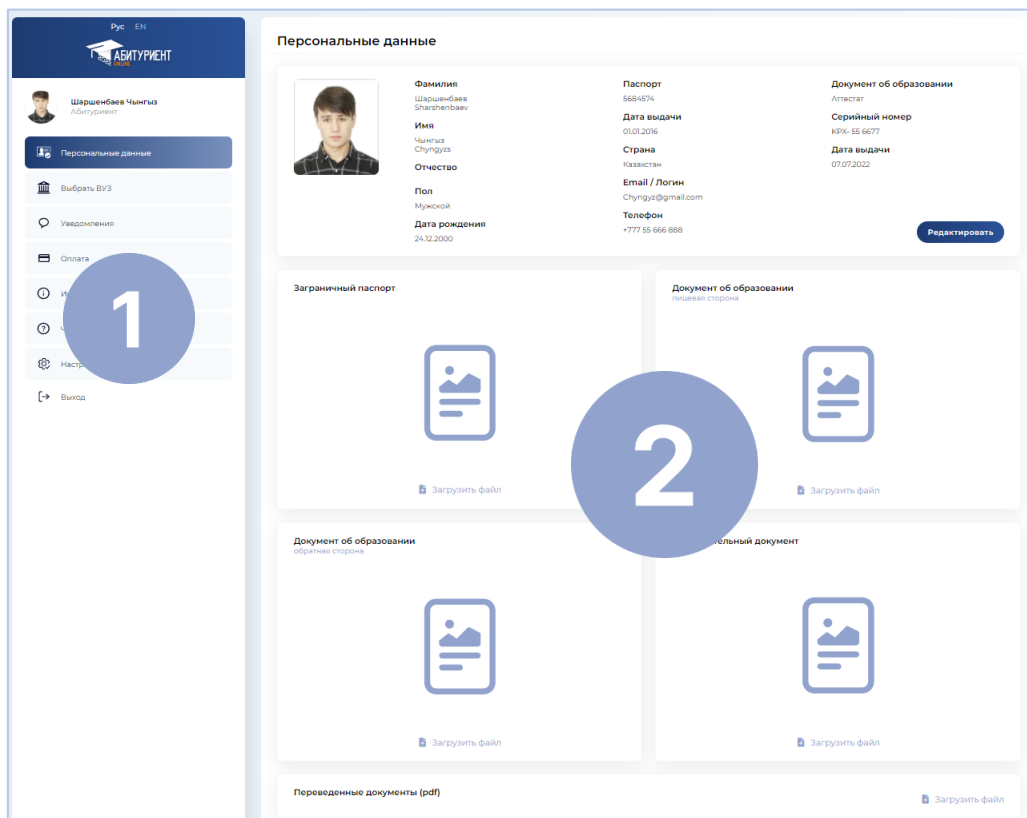 Рус EN
АБИТУРИЕНТ
ONLINE
Шаршенбаев Чынгыз
Абитуриент
Персональные данные
Выбрать ВУЗ
Уведомления
Оплата
Выход
1
Персональные данные
Фамилия
Шаршенбаев
Sharshenbaev
Имя
Чынгыз
Chyngyzs
Отчество
Пол
Мужской
Дата рождения
24.12.2000
Паспорт
5684574
Дата выдачи
01.01.2016
Страна
Казахстан
Email / Логин
Chyngyz@gmail.com
Телефон
+777 55 666 888
Документ об образовании
Аттестат
Серийный номер
КРХ- 55 6677
Дата выдачи
07.07.2022
Редактировать
Заграничный паспорт
Загрузить файл
Документ об образовании
лицевая сторона
Загрузить файл
2
Документ об образовании
обратная сторона
Загрузить файл
документ
Загрузить файл
Переведенные документы (pdf)
Загрузить файл